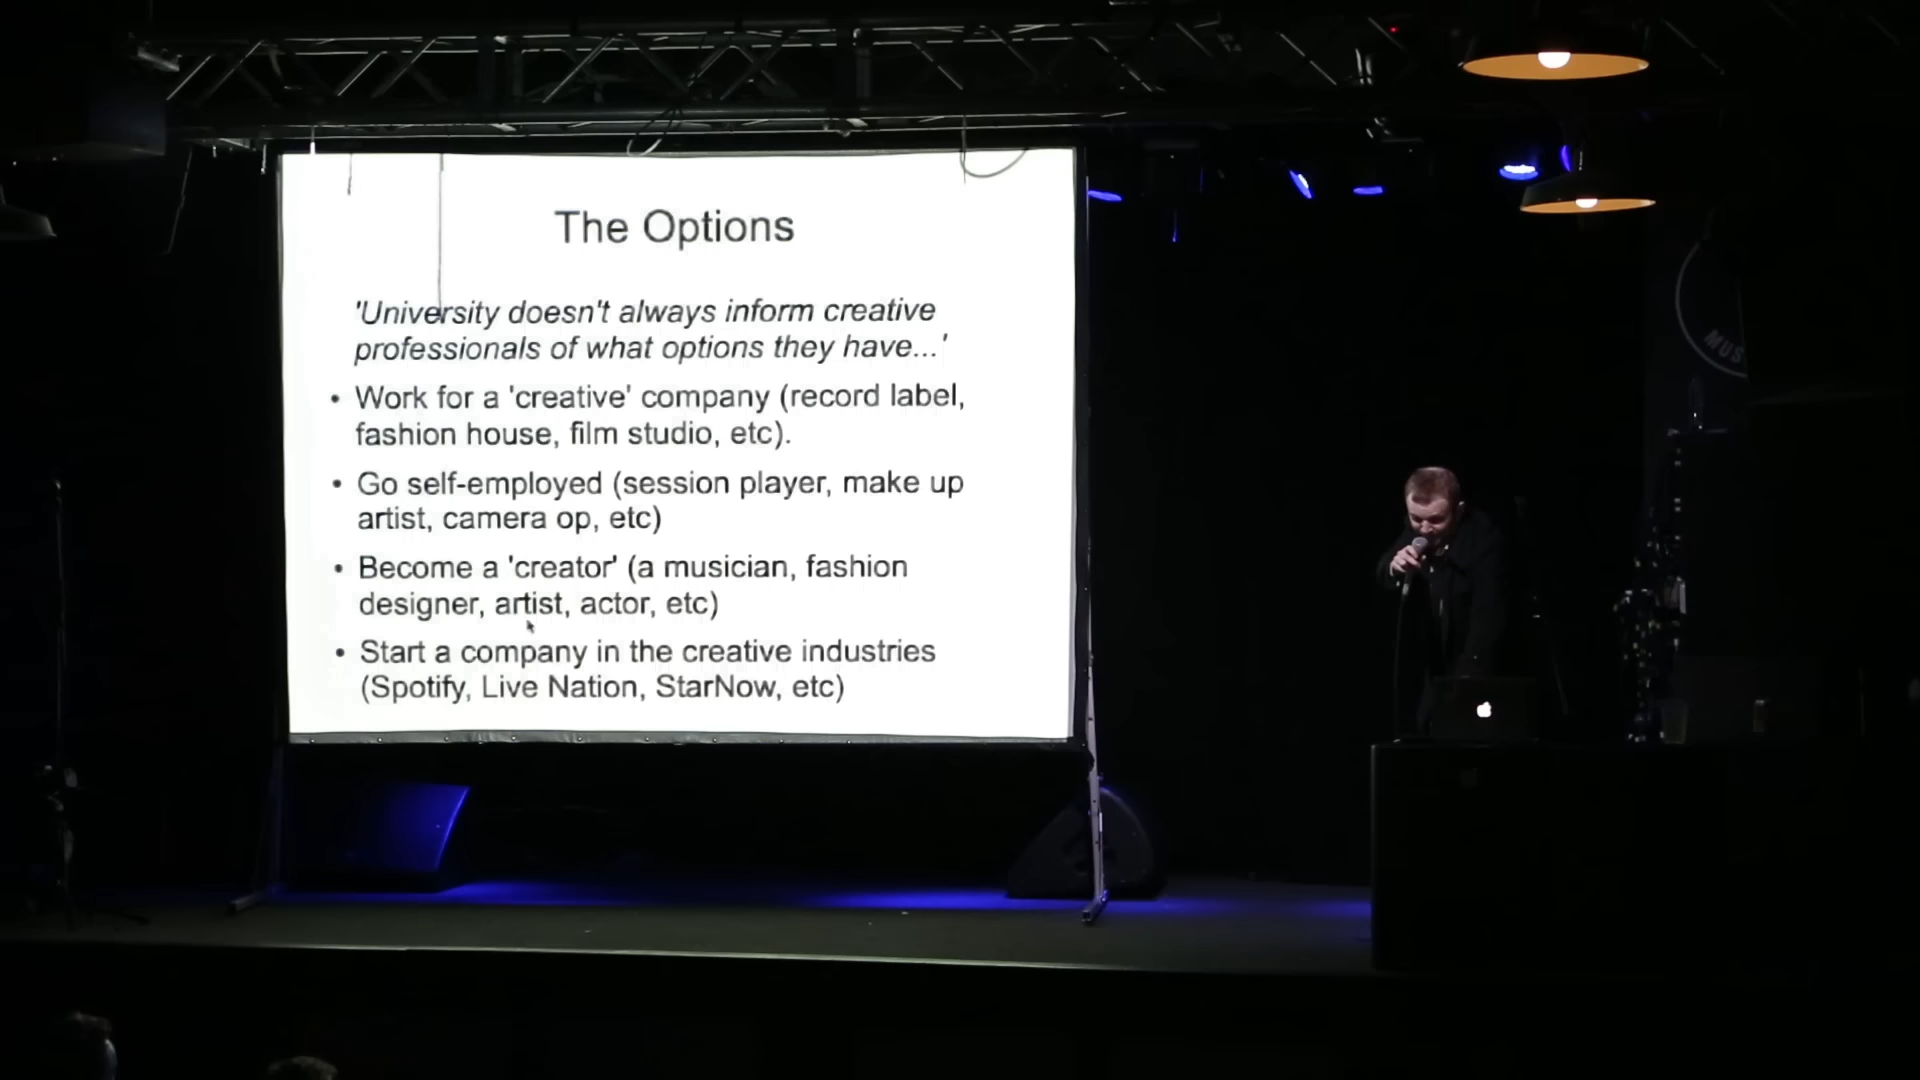 The Options
'University doesn't always inform creative
professionals of what options they have...'
• Work for a 'creative' company (record label,
fashion house, film studio, etc).
• Go self-employed (session player, make up
artist, camera op, etc)
• Become a 'creator' (a musician, fashion
designer, artist, actor, etc)
• Start a company in the creative industries
(Spotify, Live Nation, StarNow, etc)
MUS